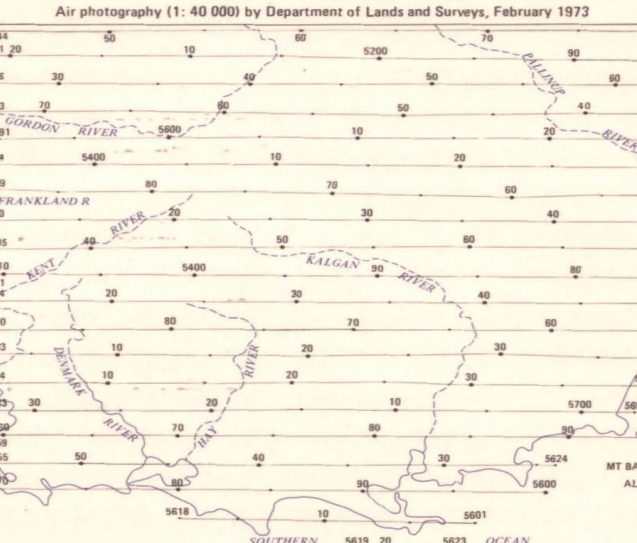 Air photography (1: 40 000) by Department of Lands and Surveys, February 1973
50 60 70
20 10 5200 90
30 40 50 60
PALLINUP
70 60 50 40
GORDON RIVER 5600 10 20 RIVER
5400 10 20
80 70 60
FRANKLAND R
RIVER 20 30 40
40 50 60
KENT KALGAN
5400 90 RIVER 80
20 30 40
80 70 60
10 20 30
DENMARK RIVER
10 20 30
30 20 10 5700
RIVER 70 HAY 80 90
50 40 30 5624
MT BA
80 90 5600
AL
5618 10 5601
SOUTHERN 5619 20 5623 OCEAN